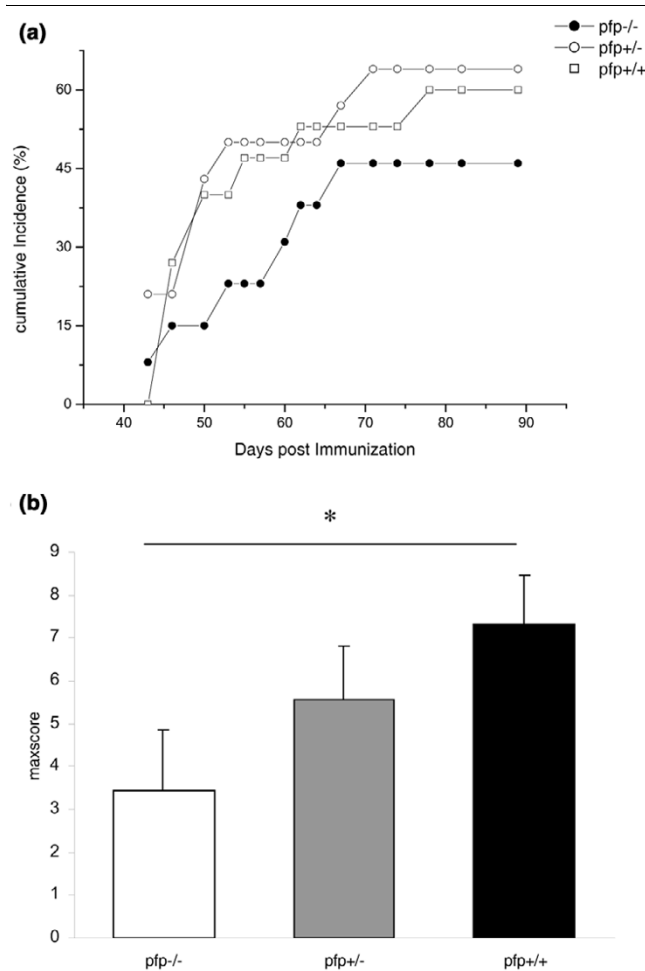 (a)
pfp-/-
pfp+/-
pfp+/+
cumulative Incidence (%)
60
45
30
15
0
40 50 60 70 80 90
Days post Immunization
(b)
*
maxscore
9
8
7
6
5
4
3
2
1
0
pfp-/- pfp+/- pfp+/+